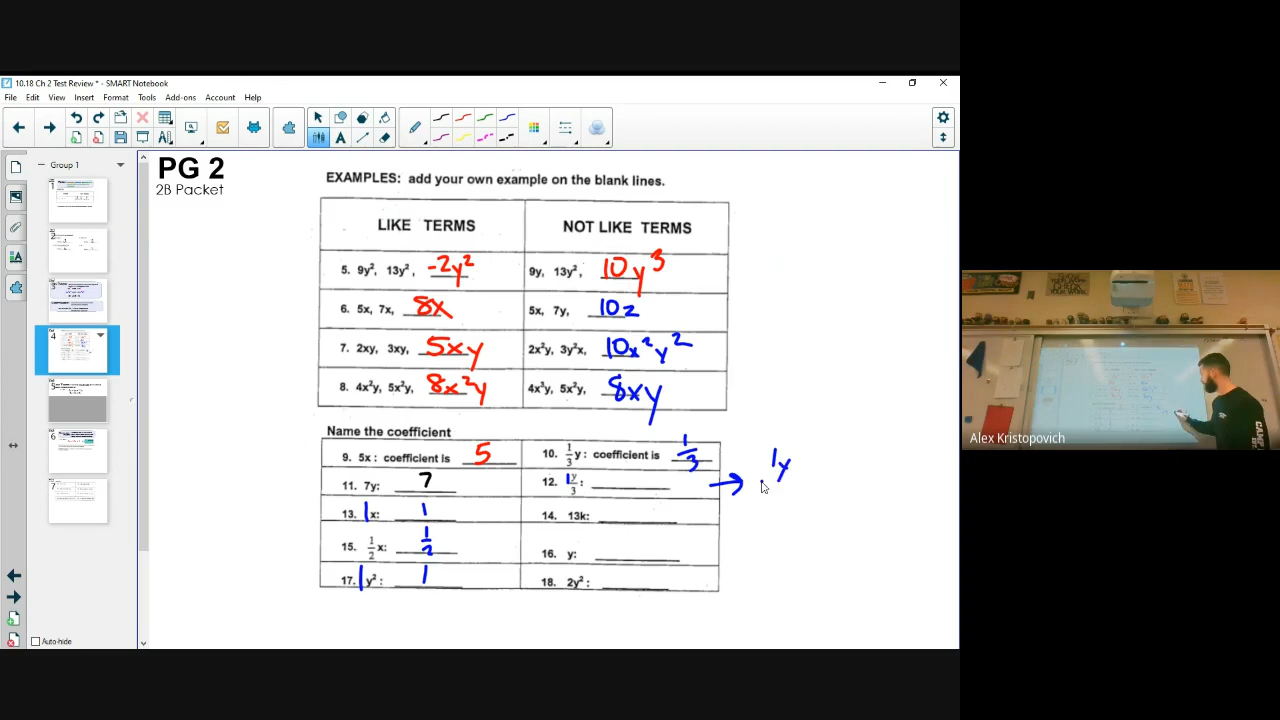 10.18 Ch 2 Test Review * - SMART Notebook
File Edit View Insert Format Tools Add-ons Account Help
Group 1
PG 2
2B Packet
EXAMPLES: add your own example on the blank lines.
LIKE TERMS NOT LIKE TERMS
5. 9y², 13y², -2y² 9y, 13y², 10y³
6. 5x, 7x, 8x 5x, 7y, 10z
7. 2xy, 3xy, 5xy 2x²y, 3y²x, 10x²y²
8. 4x²y, 5x²y, 8x²y 4x³y, 5x²y, 8xy
Name the coefficient
9. 5x: coefficient is 5 10. 1/3 y: coefficient is 1/3
11. 7y: 7 12. 1y/3: → 1y
13. 1x: 1 14. 13k:
15. 1/2 x: 1/2 16. y:
17. 1y²: 1 18. 2y²:
Auto-hide
Alex Kristopovich